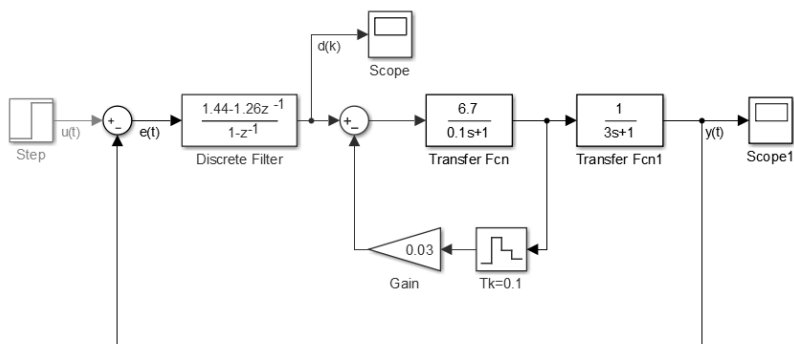 d(k)
Scope
1.44-1.26z -1
1-z-1
6.7
0.1s+1
1
3s+1
u(t)
e(t)
y(t)
Step
Discrete Filter
Transfer Fcn
Transfer Fcn1
Scope1
0.03
Gain
Tk=0.1